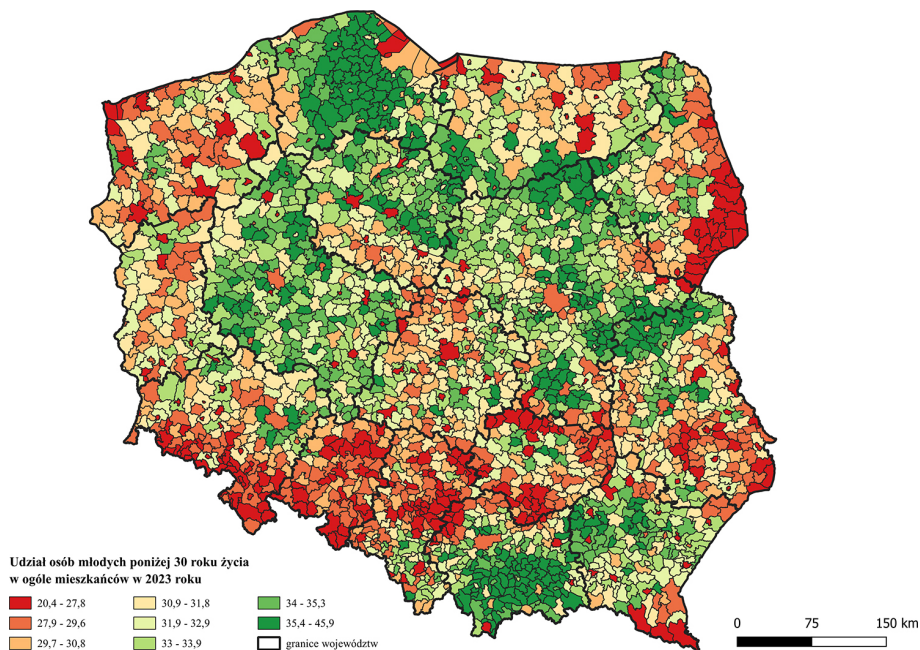 Udział osób młodych poniżej 30 roku życia
w ogóle mieszkańców w 2023 roku
20,4 - 27,8
27,9 - 29,6
29,7 - 30,8
30,9 - 31,8
31,9 - 32,9
33 - 33,9
34 - 35,3
35,4 - 45,9
granice województw
0 75 150 km